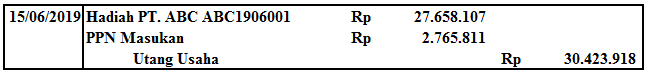 15/06/2019 Hadiah PT. ABC ABC1906001 Rp 27.658.107
PPN Masukan Rp 2.765.811
Utang Usaha Rp 30.423.918